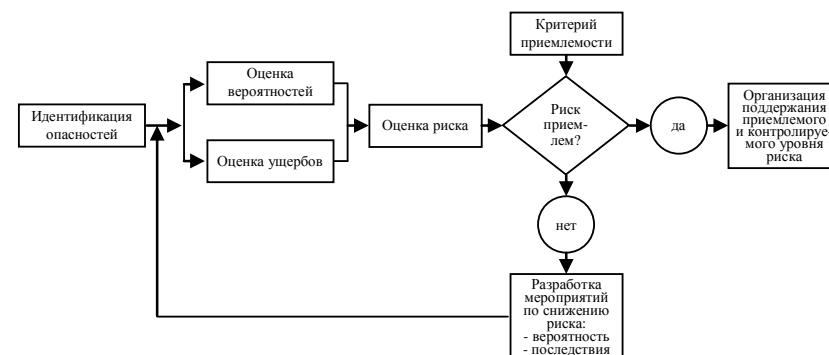 Критерий
приемлемости
Идентификация
опасностей
Оценка
вероятностей
Оценка ущербов
Оценка риска
Риск
прием-
лем?
да
Организация
поддержания
приемлемого
и контролируе-
мого уровня
риска
нет
Разработка
мероприятий
по снижению
риска:
- вероятность
- последствия